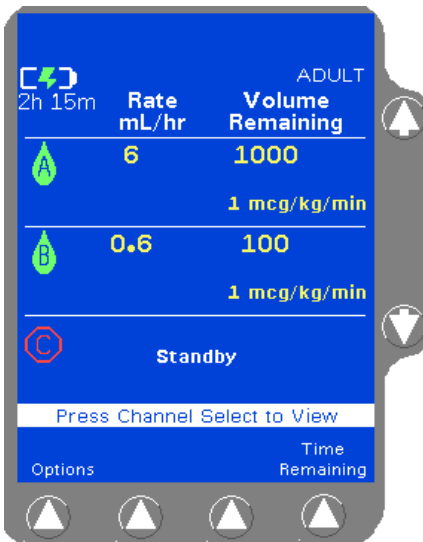 ADULT
2h 15m Rate Volume
mL/hr Remaining
A 6 1000
1 mcg/kg/min
B 0.6 100
1 mcg/kg/min
C Standby
Press Channel Select to View
Time
Options Remaining